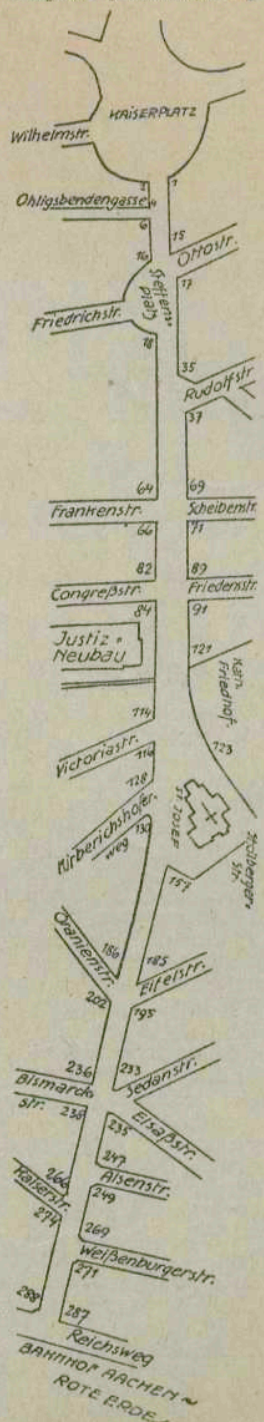 KAISERPLATZ
Wilhelmstr.
2
1
Ohligsbendengasse
4
6
15
Ottostr.
16
Steffens-
platz
17
Friedrichstr.
18
35
Rudolfstr
37
64
69
Frankenstr.
Scheibenstr.
66
71
82
89
Congreßstr.
Friedensstr.
84
91
Justiz-
Neubau
121
Kath.
Friedhof.
123
114
Victoriastr.
116
128
Kirberichshofer-
weg
130
ST. JOSEF
Stolberger-
str.
157
186
185
Oranienstr.
Eifelstr.
202
195
236
233
Sedanstr.
Bismarck-
str.
238
235
Elsaßstr.
247
266
Alsenstr.
Kaiserstr.
249
274
269
Weißenburgerstr.
271
288
287
Reichsweg
BAHNHOF AACHEN ~
ROTE ERDE